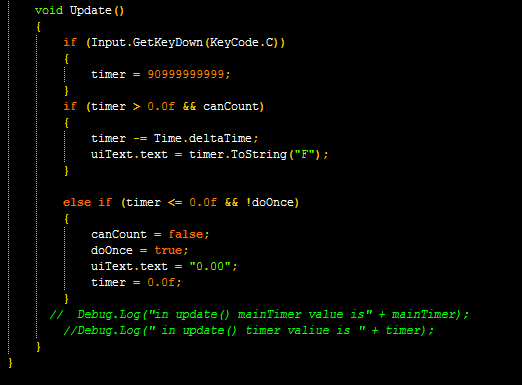 void Update()
{
if (Input.GetKeyDown(KeyCode.C))
{
timer = 90999999999;
}
if (timer > 0.0f && canCount)
{
timer -= Time.deltaTime;
uiText.text = timer.ToString("F");
}
else if (timer <= 0.0f && !doOnce)
{
canCount = false;
doOnce = true;
uiText.text = "0.00";
timer = 0.0f;
}
//  Debug.Log("in update() mainTimer value is" + mainTimer);
//Debug.Log(" in update() timer valiue is " + timer);
}
}